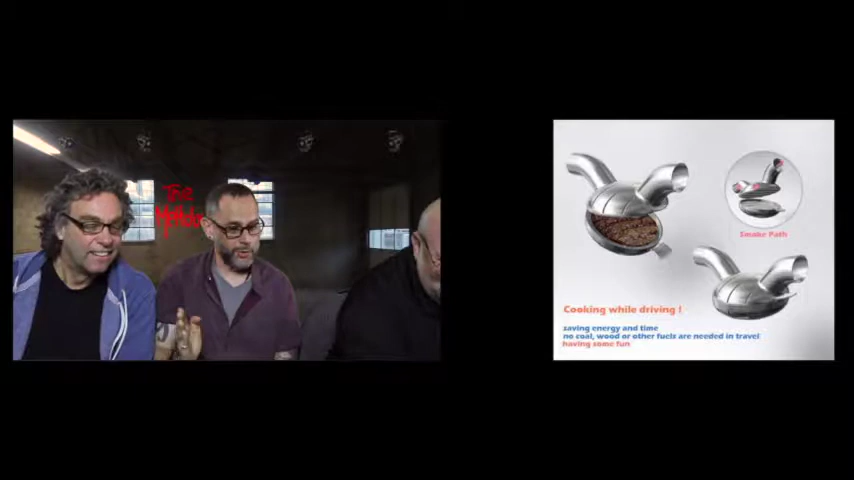 The
Smoke Path
Cooking while driving !
saving energy and time
no coal, wood or other fuels are needed in travel
having some fun